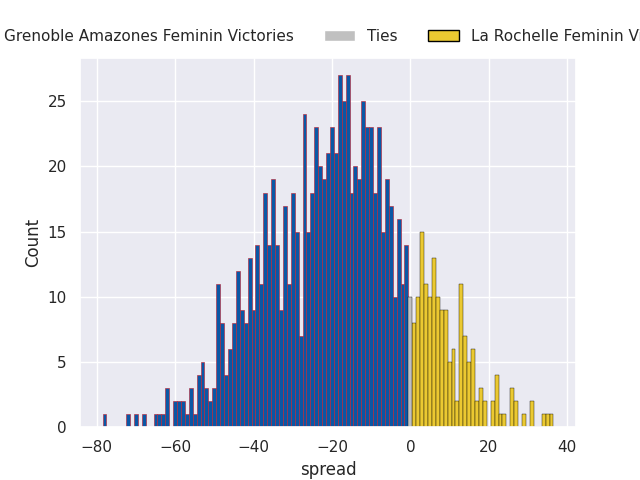 Grenoble Amazones Feminin Victories Ties La Rochelle Feminin
Count
25
20
15
10
5
0
−80 −60 −40 −20 0 20 40
spread